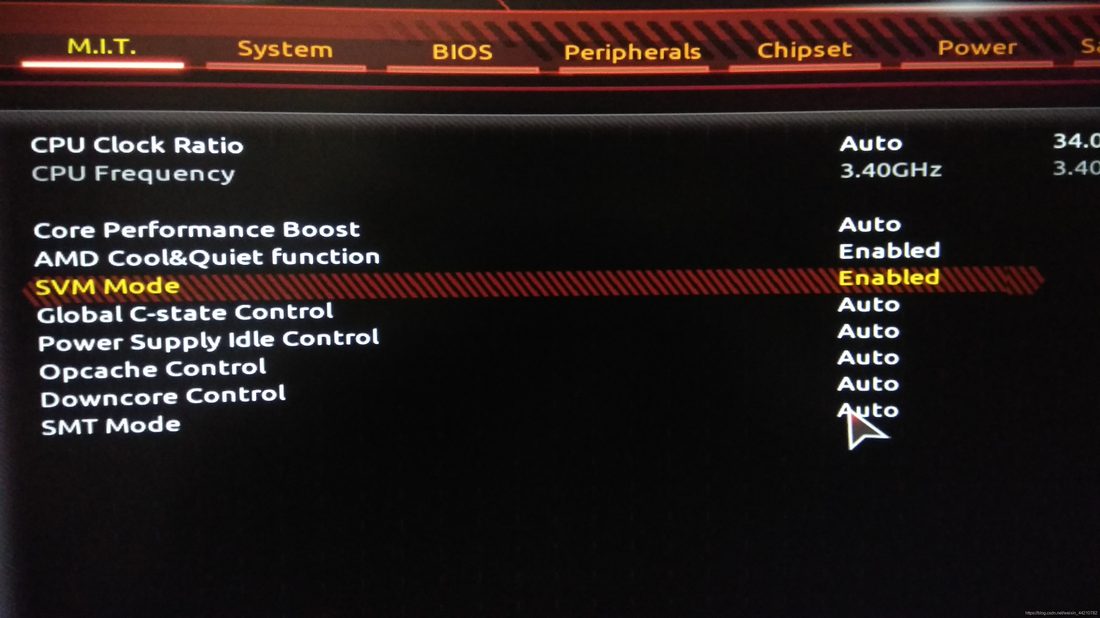 M.I.T. System BIOS Peripherals Chipset Power
CPU Clock Ratio Auto
CPU Frequency 3.40GHz
Core Performance Boost Auto
AMD Cool&Quiet function Enabled
SVM Mode Enabled
Global C-state Control Auto
Power Supply Idle Control Auto
Opcache Control Auto
Downcore Control Auto
SMT Mode Auto